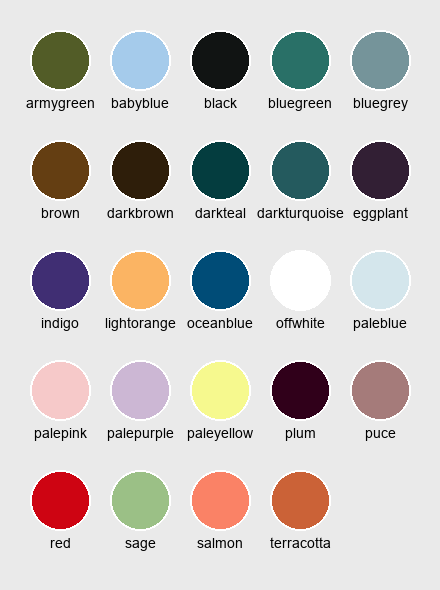 armygreen babyblue black bluegreen bluegrey
brown darkbrown darkteal darkturquoise eggplant
indigo lightorange oceanblue offwhite paleblue
palepink palepurple paleyellow plum puce
red sage salmon terracotta